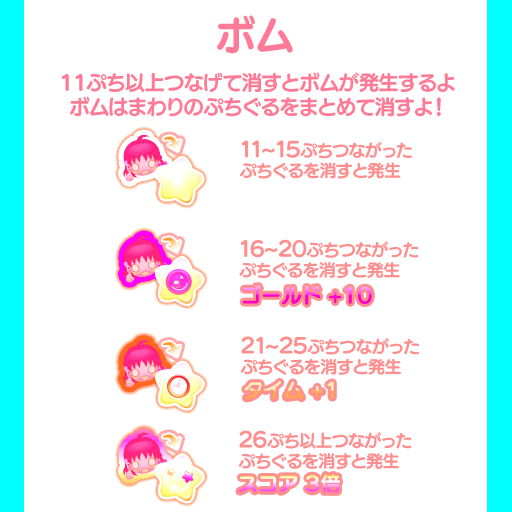 ボム
11ぷち以上つなげて消すとボムが発生するよ
ボムはまわりのぷちぐるをまとめて消すよ!
11~15ぷちつながった
ぷちぐるを消すと発生
16~20ぷちつながった
ぷちぐるを消すと発生
ゴールド +10
21~25ぷちつながった
ぷちぐるを消すと発生
タイム +1
26ぷち以上つながった
ぷちぐるを消すと発生
スコア 3倍